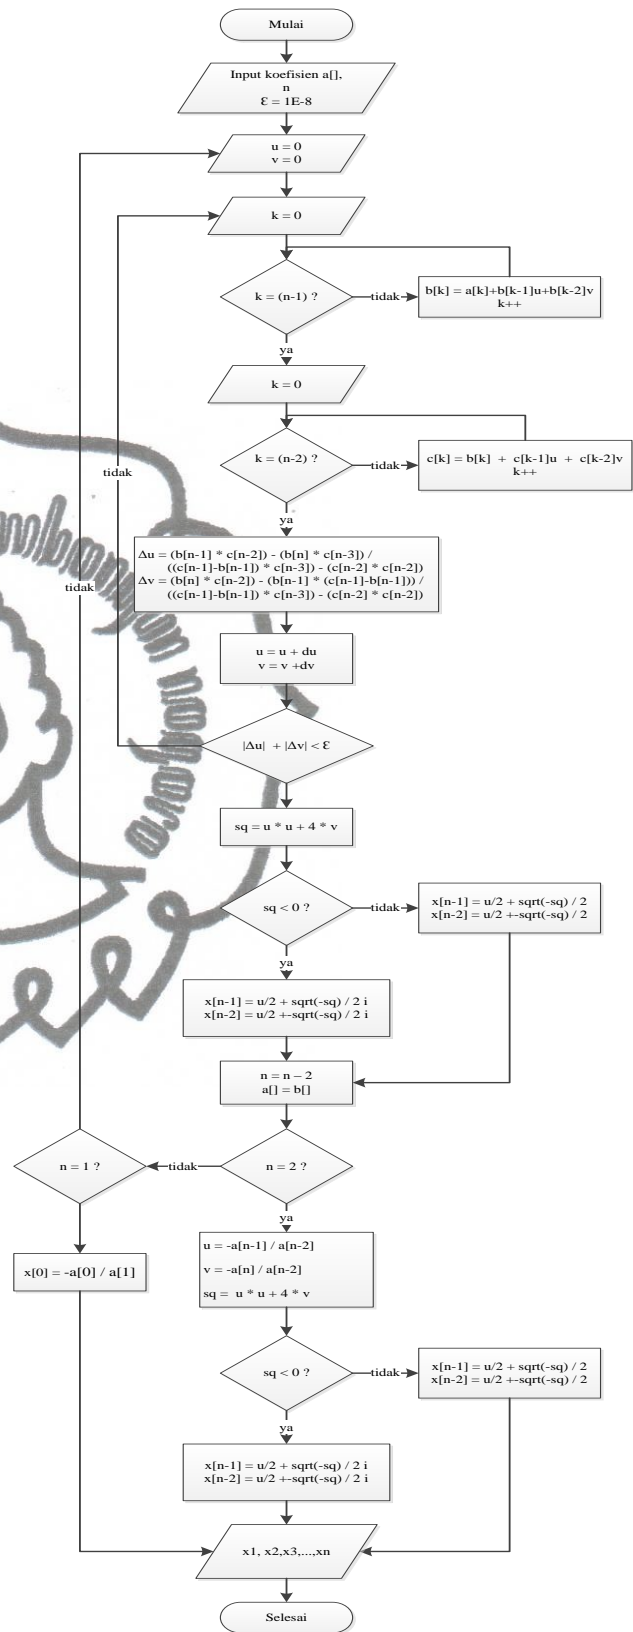 Mulai
Input koefisien a[],
n
Ɛ = 1E-8
u = 0
v = 0
k = 0
k = (n-1) ?
tidak
b[k] = a[k]+b[k-1]u+b[k-2]v
k++
ya
k = 0
k = (n-2) ?
tidak
c[k] = b[k] + c[k-1]u + c[k-2]v
k++
tidak
ya
Δu = (b[n-1] * c[n-2]) - (b[n] * c[n-3]) /
((c[n-1]-b[n-1]) * c[n-3]) - (c[n-2] * c[n-2])
Δv = (b[n] * c[n-2]) - (b[n-1] * (c[n-1]-b[n-1])) /
((c[n-1]-b[n-1]) * c[n-3]) - (c[n-2] * c[n-2])
tidak
u = u + du
v = v +dv
|Δu| + |Δv| < Ɛ
sq = u * u + 4 * v
sq < 0 ?
tidak
x[n-1] = u/2 + sqrt(-sq) / 2
x[n-2] = u/2 +-sqrt(-sq) / 2
ya
x[n-1] = u/2 + sqrt(-sq) / 2 i
x[n-2] = u/2 +-sqrt(-sq) / 2 i
n = n – 2
a[] = b[]
n = 1 ?
tidak
n = 2 ?
ya
x[0] = -a[0] / a[1]
u = -a[n-1] / a[n-2]
v = -a[n] / a[n-2]
sq = u * u + 4 * v
sq < 0 ?
tidak
x[n-1] = u/2 + sqrt(-sq) / 2
x[n-2] = u/2 +-sqrt(-sq) / 2
ya
x[n-1] = u/2 + sqrt(-sq) / 2 i
x[n-2] = u/2 +-sqrt(-sq) / 2 i
x1, x2,x3,...,xn
Selesai